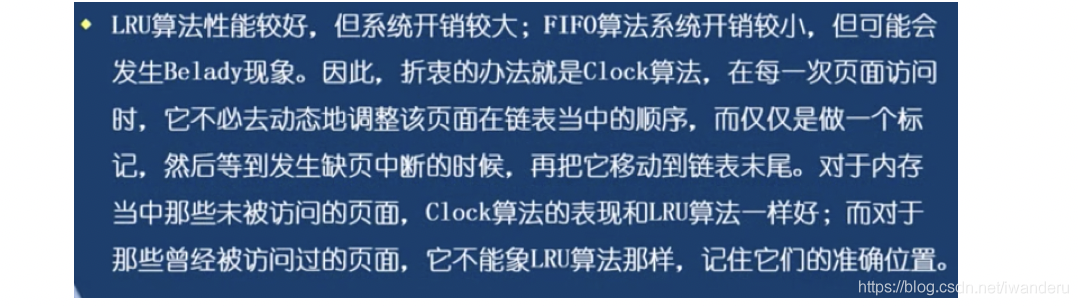 LRU算法性能较好，但系统开销较大；FIFO算法系统开销较小，但可能会
发生Belady现象。因此，折衷的办法就是Clock算法，在每一次页面访问
时，它不必去动态地调整该页面在链表当中的顺序，而仅仅是做一个标
记，然后等到发生缺页中断的时候，再把它移动到链表末尾。对于内存
当中那些未被访问的页面，Clock算法的表现和LRU算法一样好；而对于
那些曾经被访问过的页面，它不能象LRU算法那样，记住它们的准确位置。
https://blog.csdn.net/iwanderu